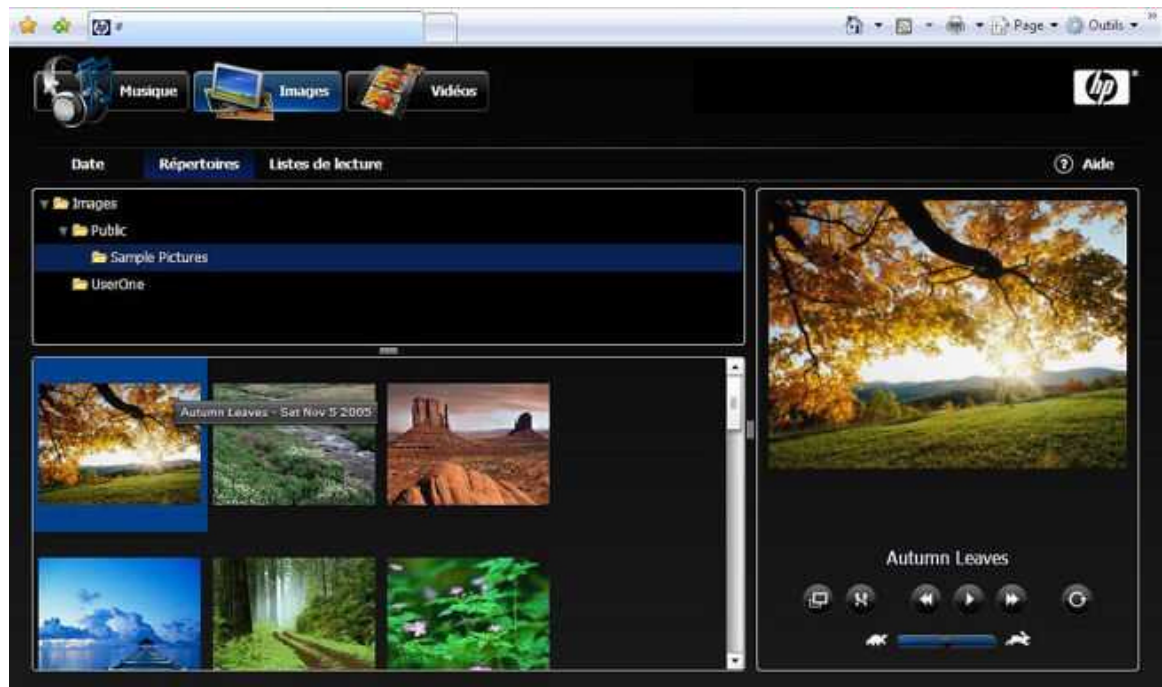 # Page Outils »
Musique Images Vidéos hp
Date Répertoires Listes de lecture ? Aide
Images
Public
Sample Pictures
UserOne
Autumn Leaves - Sat Nov 5 2005
Autumn Leaves